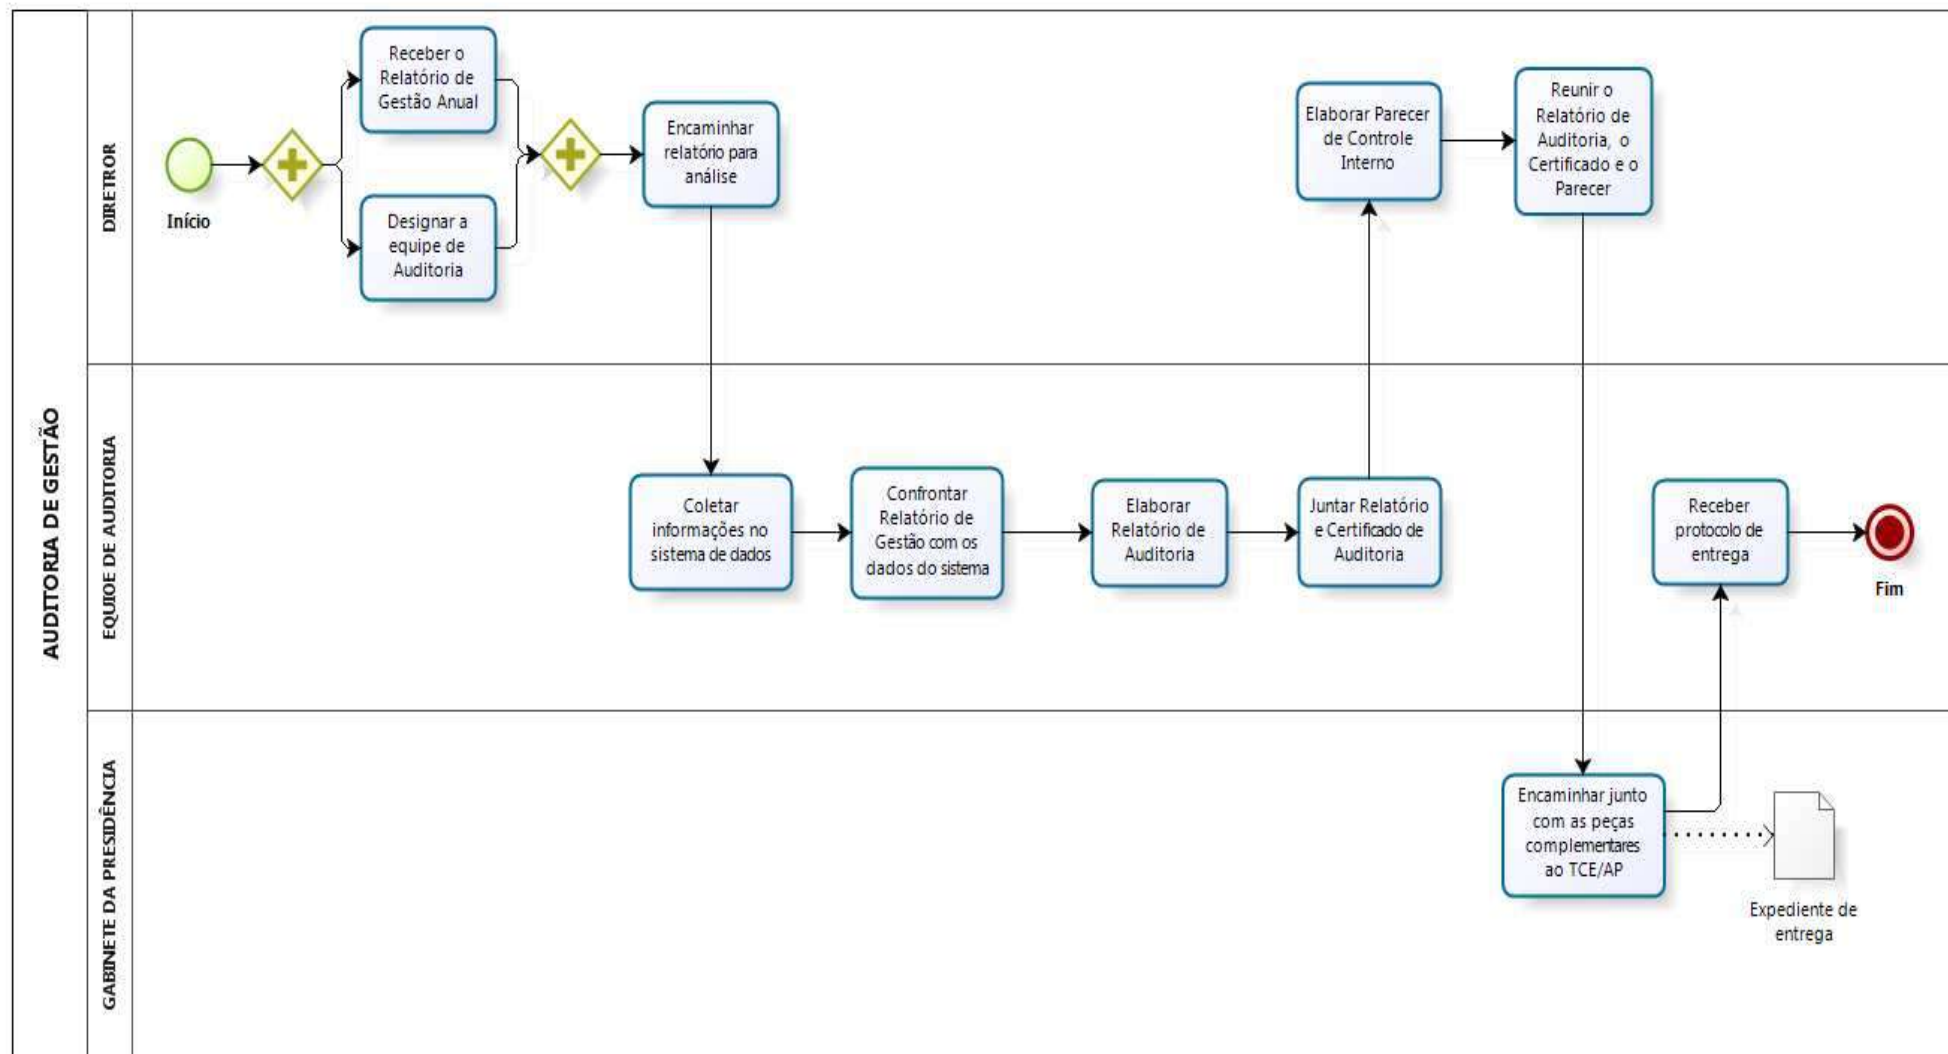 AUDITORIA DE GESTÃO
DIRETROR
Início
Receber o
Relatório de
Gestão Anual
Designar a
equipe de
Auditoria
Encaminhar
relatório para
análise
Elaborar Parecer
de Controle
Interno
Reunir o
Relatório de
Auditoria, o
Certificado e o
Parecer
EQUIOE DE AUDITORIA
Coletar
informações no
sistema de dados
Confrontar
Relatório de
Gestão com os
dados do sistema
Elaborar
Relatório de
Auditoria
Juntar Relatório
e Certificado de
Auditoria
Receber
protocolo de
entrega
Fim
GABINETE DA PRESIDÊNCIA
Encaminhar junto
com as peças
complementares
ao TCE/AP
Expediente de
entrega